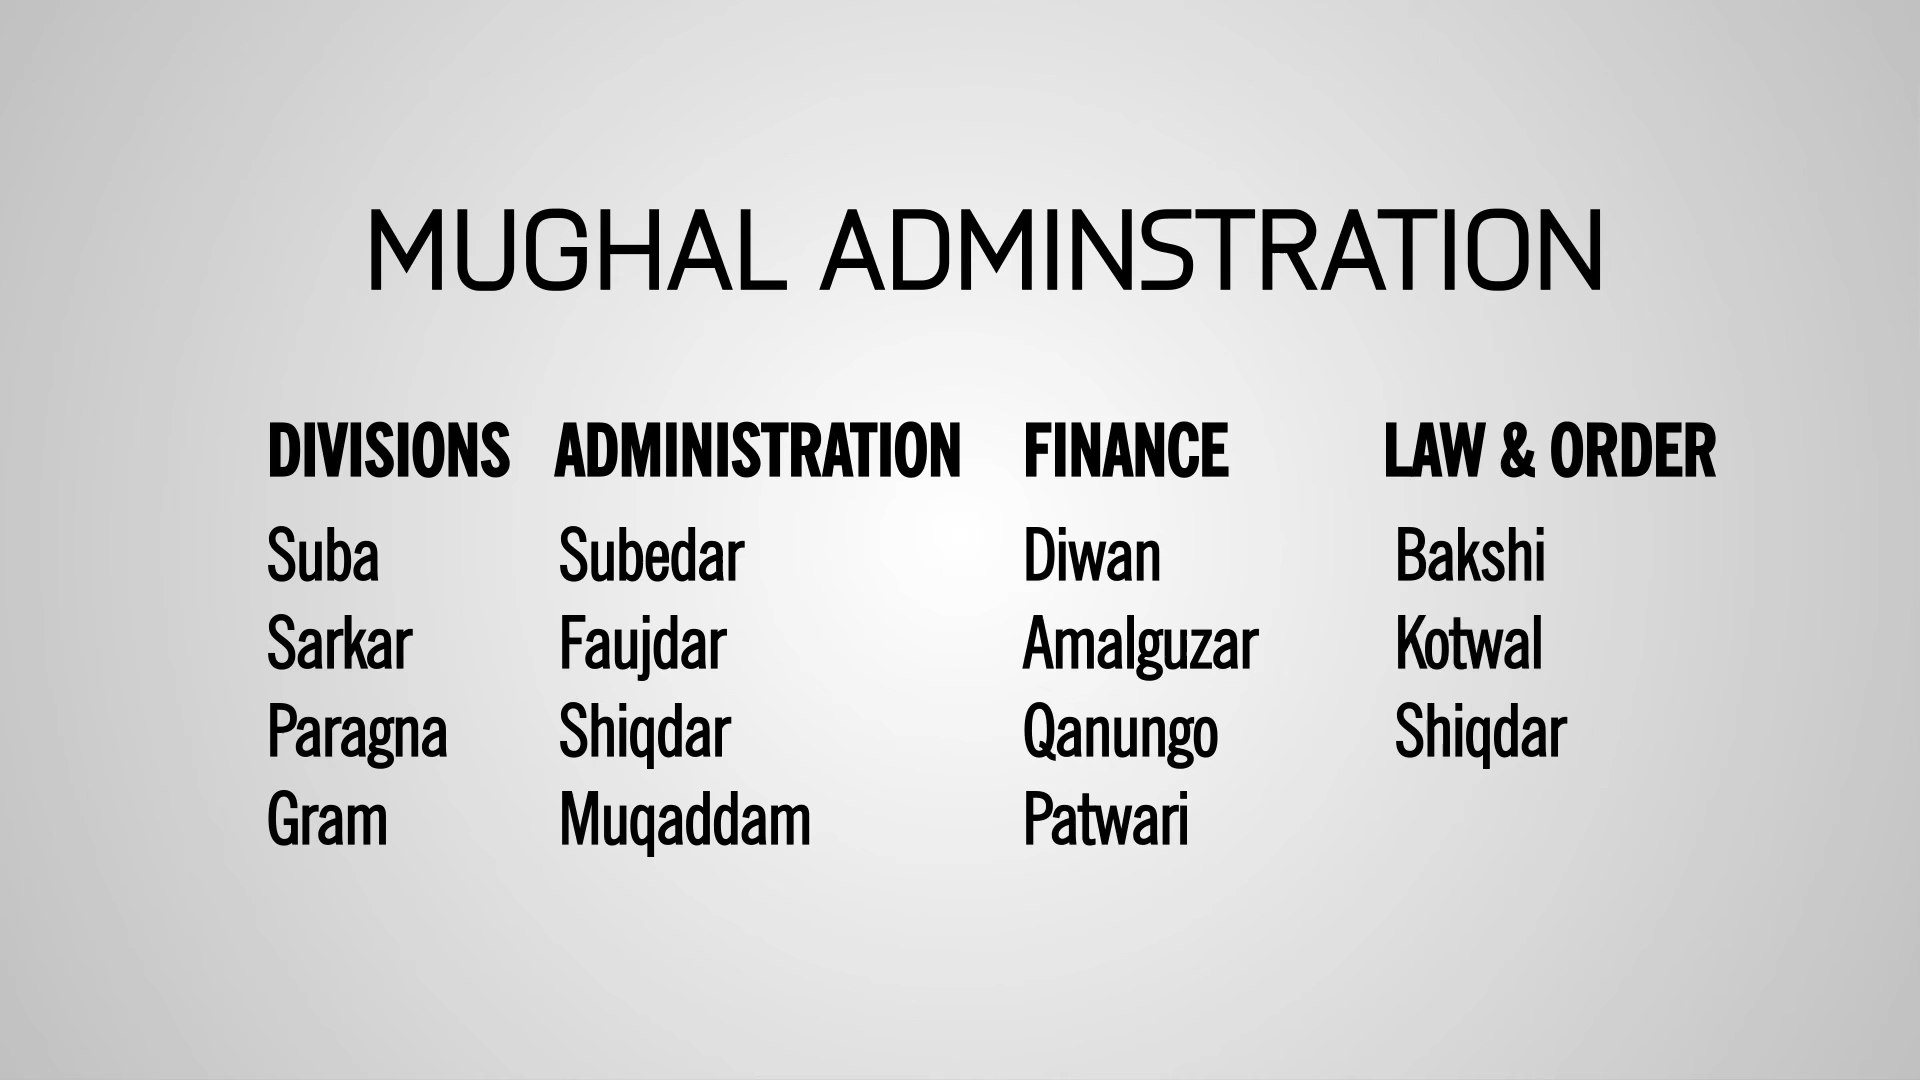 MUGHAL ADMINSTRATION
DIVISIONS ADMINISTRATION FINANCE LAW & ORDER
Suba Subedar Diwan Bakshi
Sarkar Faujdar Amalguzar Kotwal
Paragna Shiqdar Qanungo Shiqdar
Gram Muqaddam Patwari